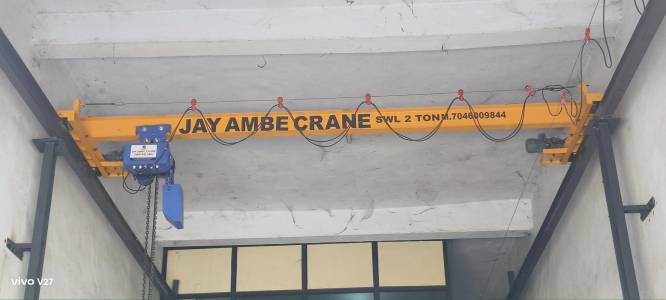 JAY AMBE CRANE SWL 2 TON M.7046009844
vivo V27